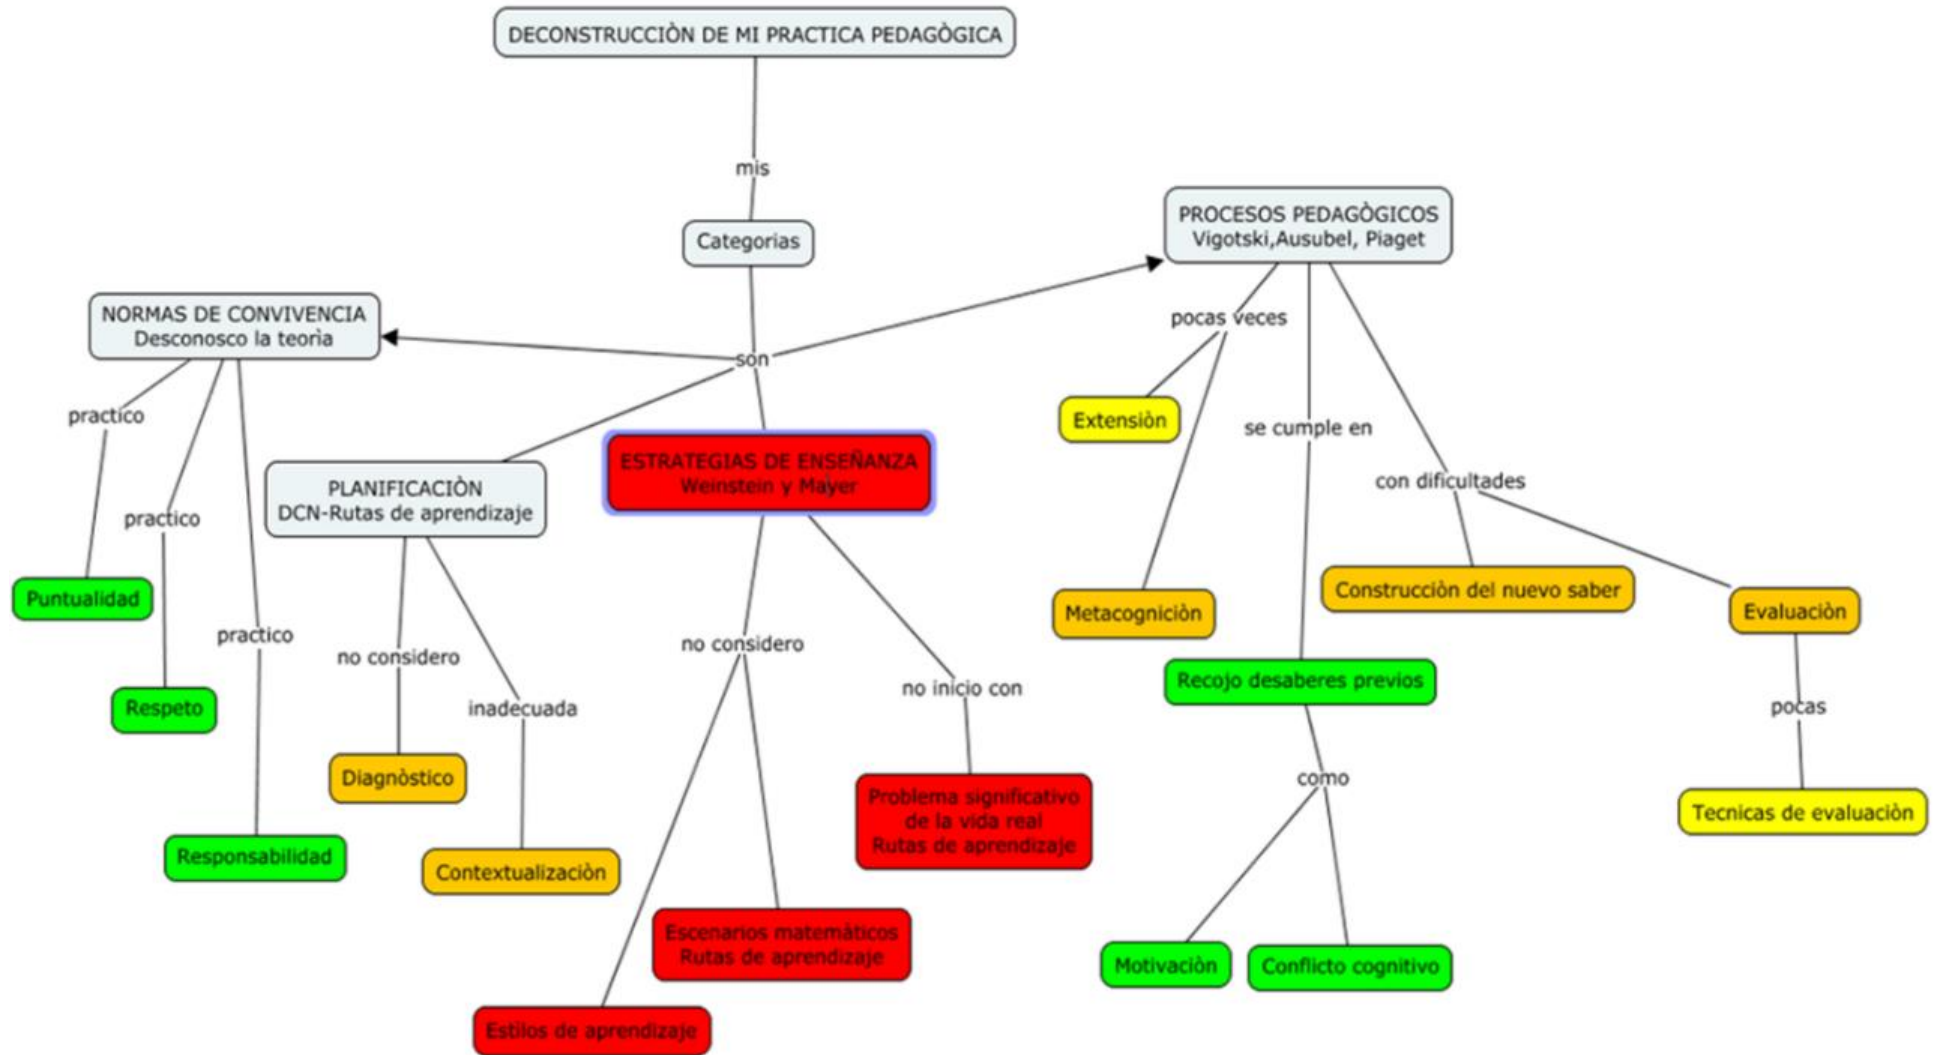 DECONSTRUCCIÒN DE MI PRACTICA PEDAGÒGICA
mis
Categorias
PROCESOS PEDAGÒGICOS
Vigotski,Ausubel, Piaget
NORMAS DE CONVIVENCIA
Desconosco la teorìa
son
pocas veces
practico
Extensiòn
se cumple en
ESTRATEGIAS DE ENSEÑANZA
Weinstein y Mayer
con dificultades
PLANIFICACIÒN
DCN-Rutas de aprendizaje
practico
Puntualidad
Metacogniciòn
Construcciòn del nuevo saber
Evaluaciòn
practico
no considero
no considero
no inicio con
Recojo desaberes previos
Respeto
inadecuada
pocas
Diagnòstico
como
Problema significativo
de la vida real
Rutas de aprendizaje
Tecnicas de evaluaciòn
Responsabilidad
Contextualizaciòn
Escenarios matemàticos
Rutas de aprendizaje
Motivaciòn
Conflicto cognitivo
Estilos de aprendizaje